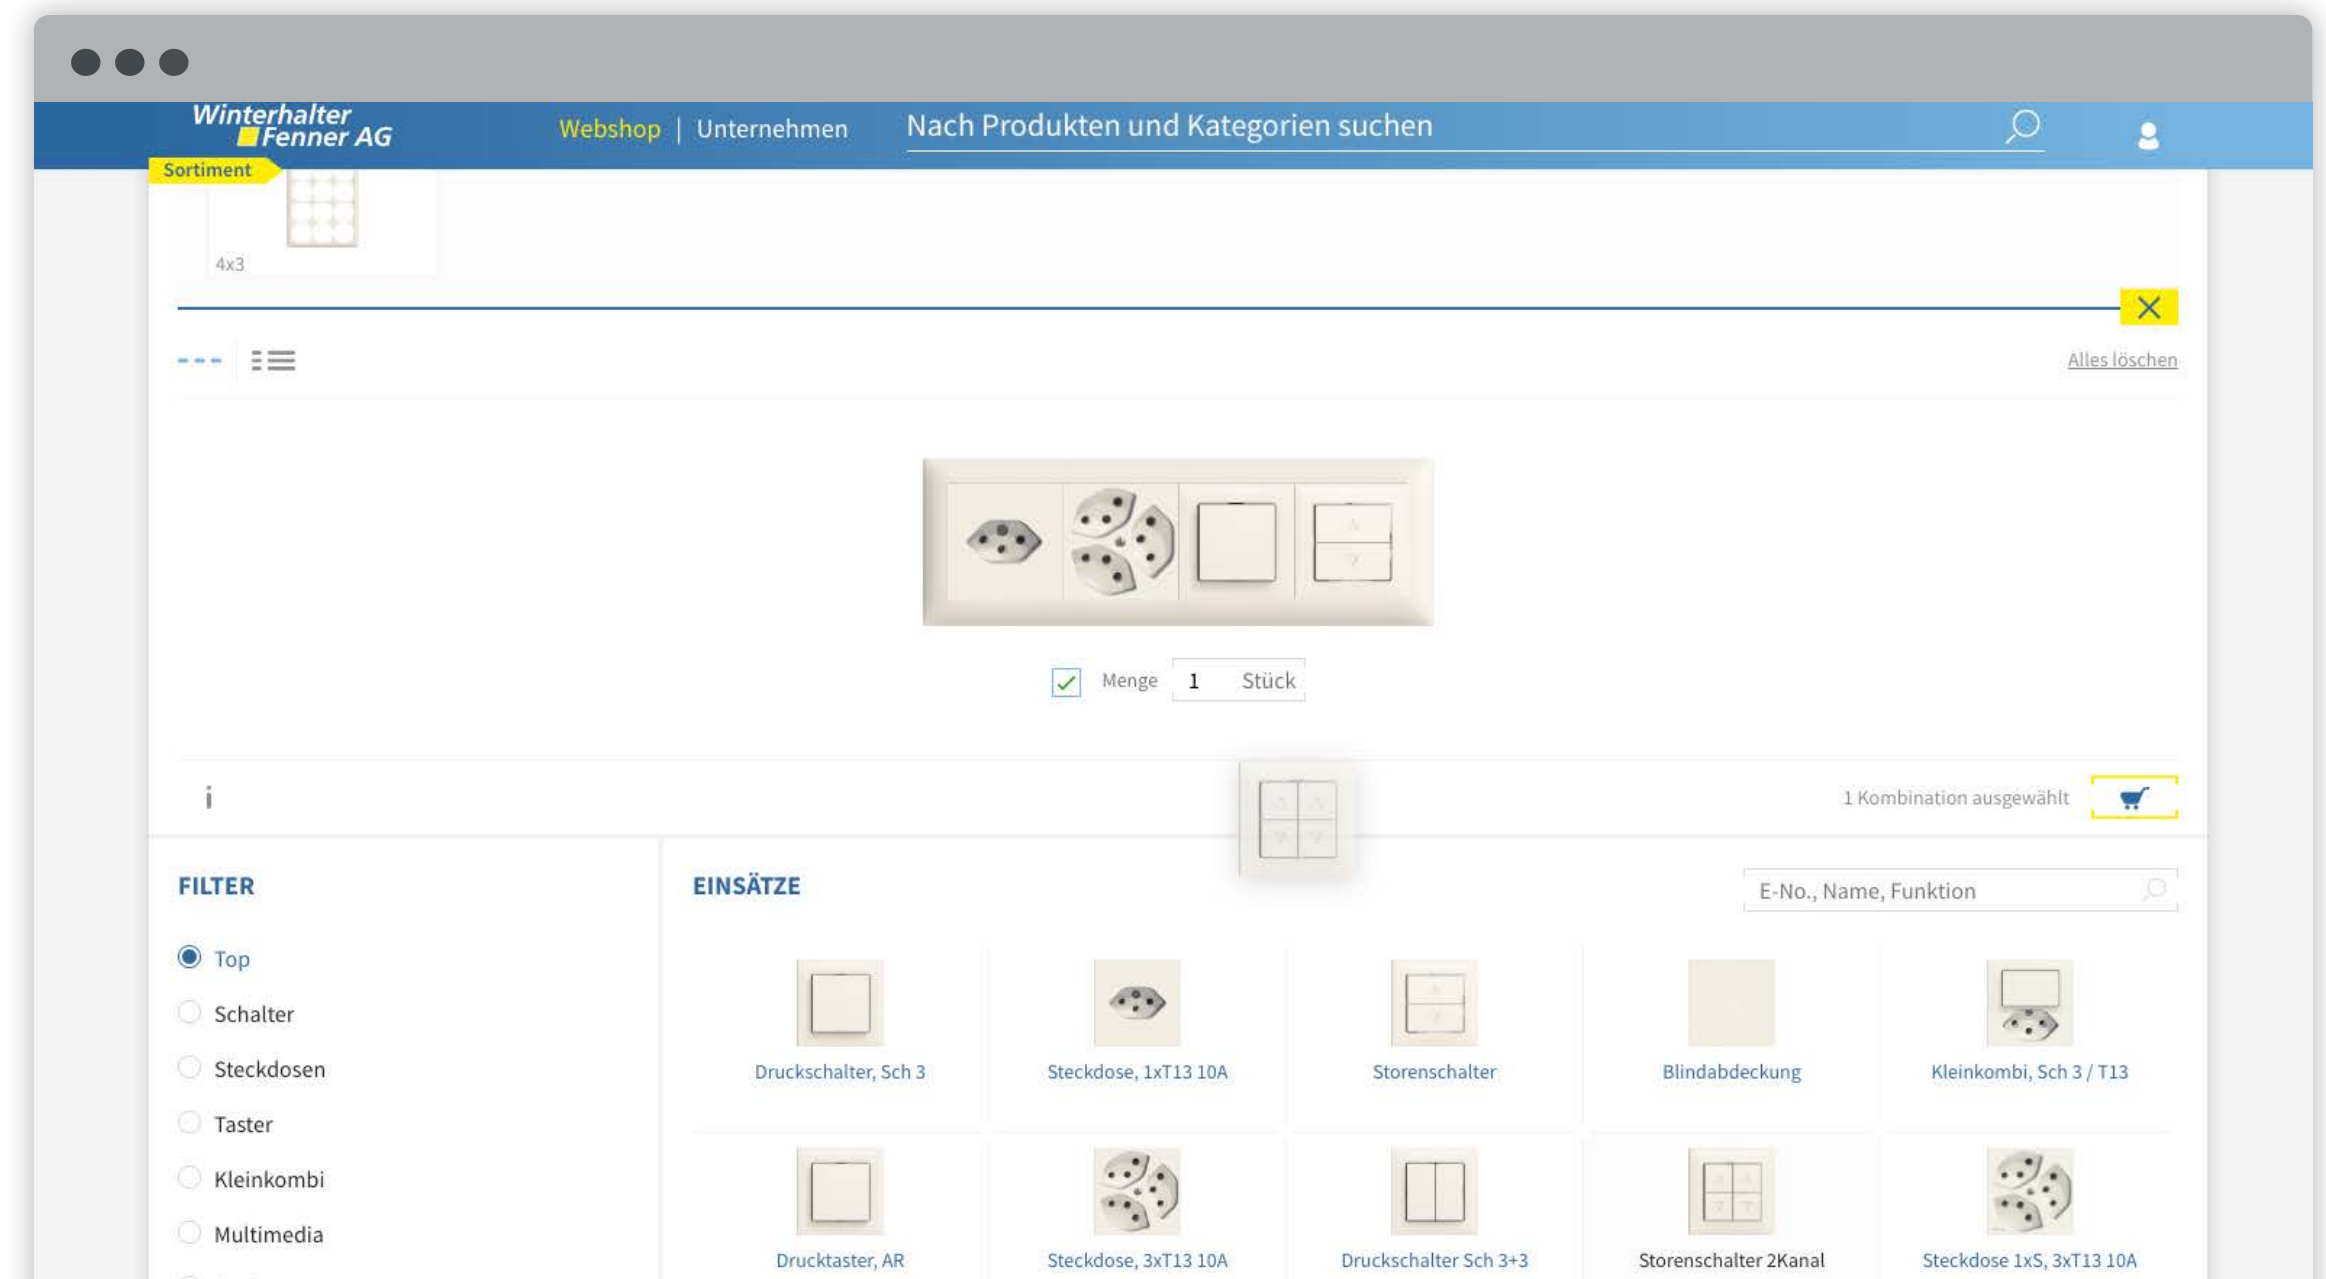 Winterhalter
Fenner AG
Webshop | Unternehmen
Nach Produkten und Kategorien suchen
Sortiment
4x3
Alles löschen
Menge 1 Stück
i
1 Kombination ausgewählt
FILTER
Top
Schalter
Steckdosen
Taster
Kleinkombi
Multimedia
EINSÄTZE
E-No., Name, Funktion
Druckschalter, Sch 3
Steckdose, 1xT13 10A
Storenschalter
Blindabdeckung
Kleinkombi, Sch 3 / T13
Drucktaster, AR
Steckdose, 3xT13 10A
Druckschalter Sch 3+3
Storenschalter 2Kanal
Steckdose 1xS, 3xT13 10A